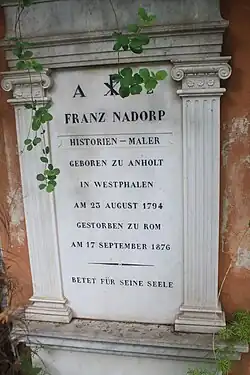 A ☧
FRANZ NADORP
HISTORIEN – MALER
GEBOREN ZU ANHOLT
IN WESTPHALEN
AM 23 AUGUST 1794
GESTORBEN ZU ROM
AM 17 SEPTEMBER 1876
BETET FÜR SEINE SEELE